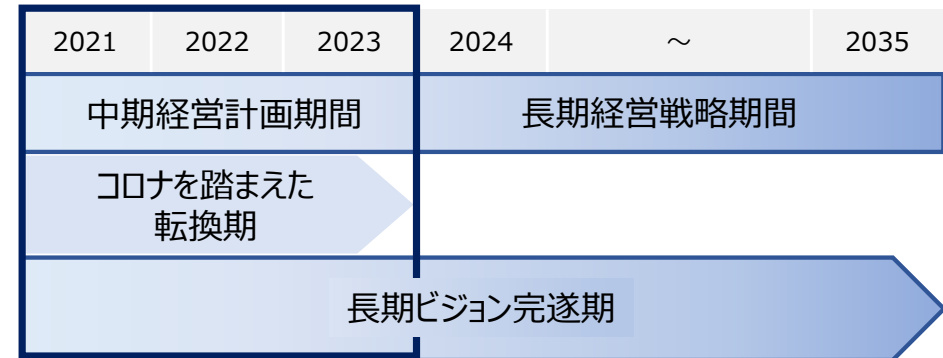 2021 2022 2023 2024 ～ 2035
中期経営計画期間 長期経営戦略期間
コロナを踏まえた
転換期
長期ビジョン完遂期